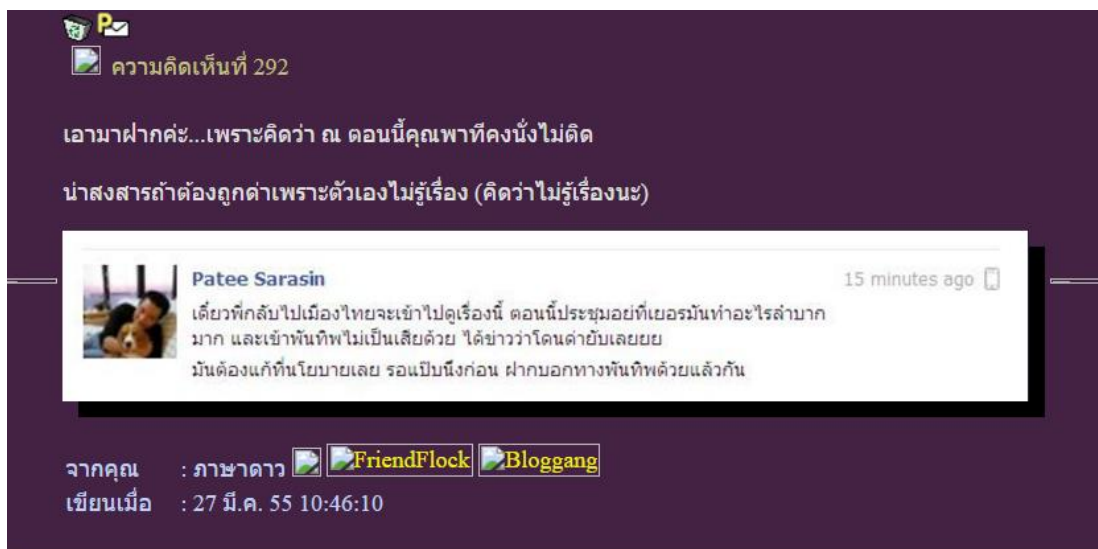 P
ความคิดเห็นที่ 292
เอามาฝากค่ะ...เพราะคิดว่า ณ ตอนนี้คุณพาทีคงนั่งไม่ติด
น่าสงสารถ้าต้องถูกด่าเพราะตัวเองไม่รู้เรื่อง (คิดว่าไม่รู้เรื่องนะ)
Patee Sarasin 15 minutes ago
เดี๋ยวพี่กลับไปเมืองไทยจะเข้าไปดูเรื่องนี้ ตอนนี้ประชุมอยู่ที่เยอรมันทำอะไรลำบาก
มาก และเข้าพันทิพไม่เป็นเสียด้วย ได้ข่าวว่าโดนด่ายับเลยยย
มันต้องแก้ที่นโยบายเลย รอแป๊บนึงก่อน ฝากบอกทางพันทิพด้วยแล้วกัน
จากคุณ : ภาษาดาว FriendFlock Bloggang
เขียนเมื่อ : 27 มี.ค. 55 10:46:10